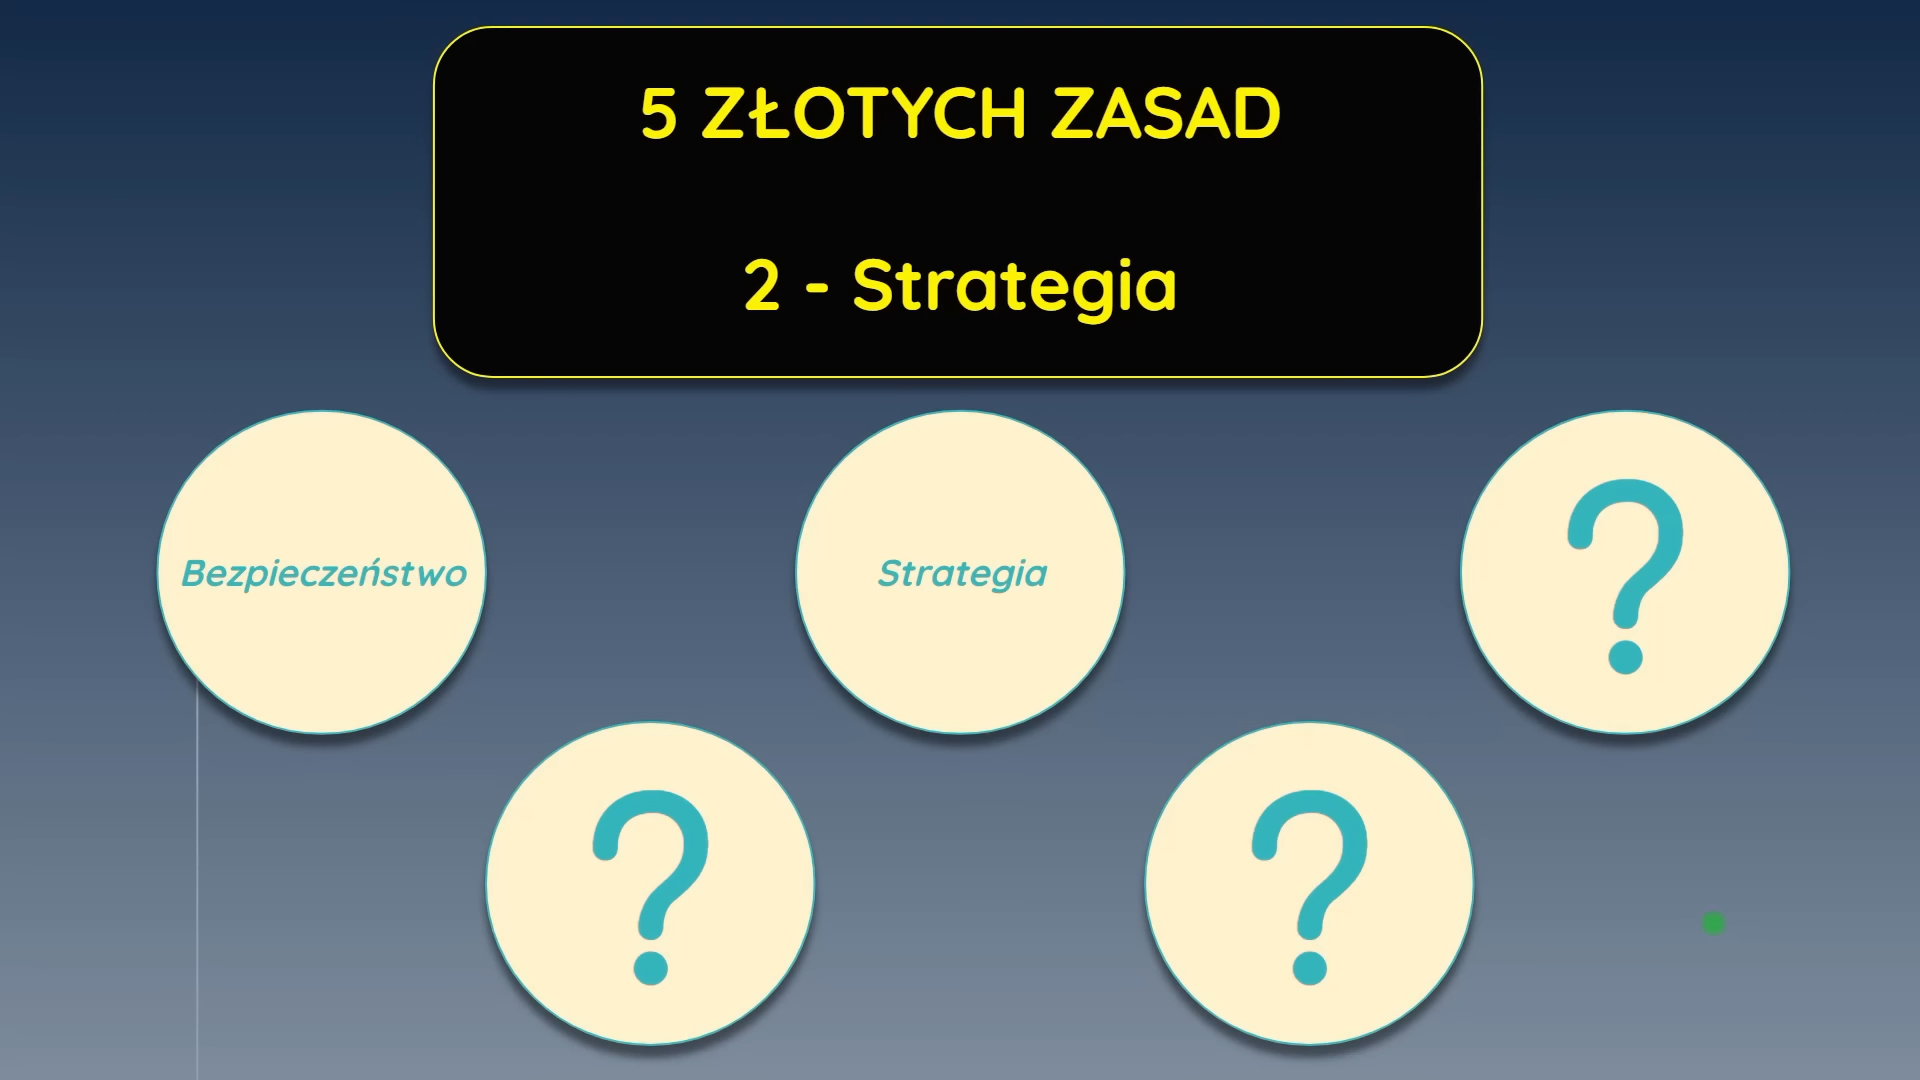 5 ZŁOTYCH ZASAD
2 - Strategia
Bezpieczeństwo
Strategia
?
?
?